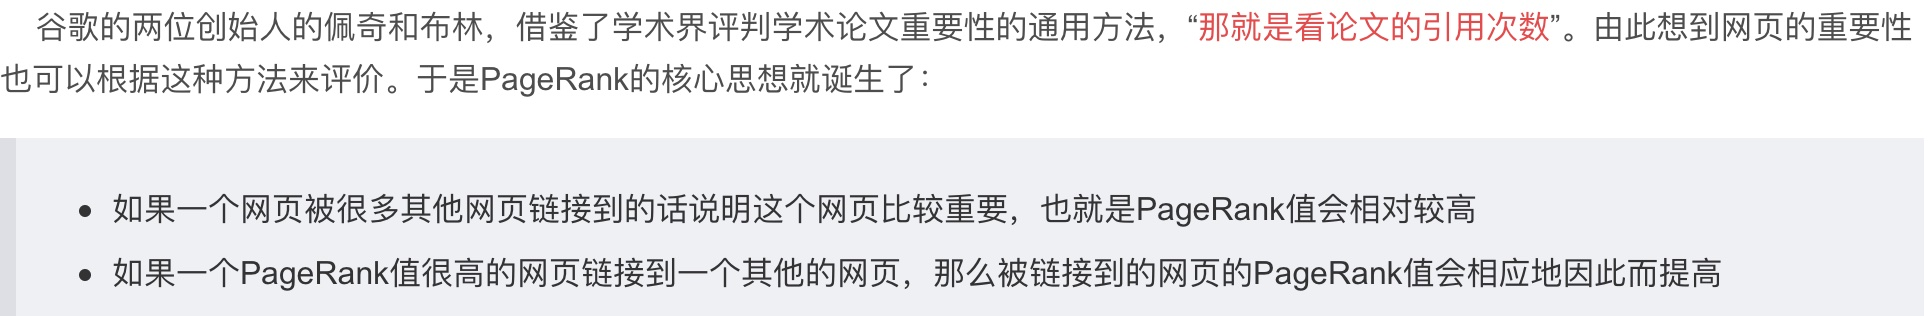 谷歌的两位创始人的佩奇和布林，借鉴了学术界评判学术论文重要性的通用方法，“那就是看论文的引用次数”。由此想到网页的重要性
也可以根据这种方法来评价。于是PageRank的核心思想就诞生了：
• 如果一个网页被很多其他网页链接到的话说明这个网页比较重要，也就是PageRank值会相对较高
• 如果一个PageRank值很高的网页链接到一个其他的网页，那么被链接到的网页的PageRank值会相应地因此而提高